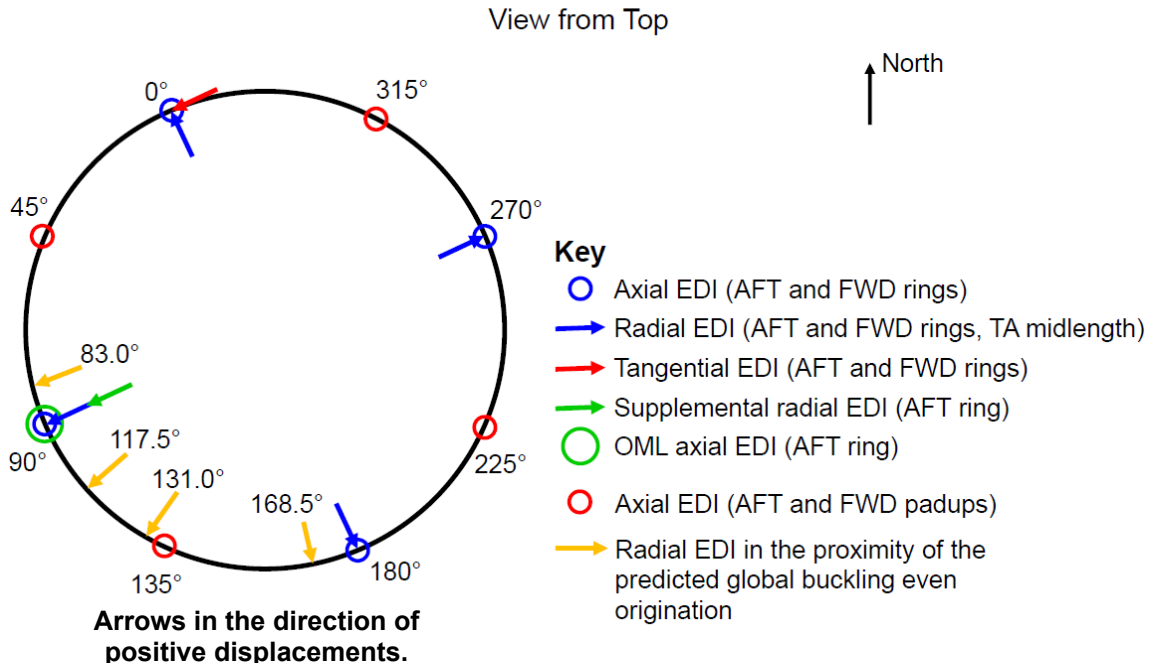 View from Top
North
0°
315°
45°
270°
83.0°
90°
117.5°
131.0°
168.5°
225°
135°
180°
Arrows in the direction of
positive displacements.
Key
Axial EDI (AFT and FWD rings)
Radial EDI (AFT and FWD rings, TA midlength)
Tangential EDI (AFT and FWD rings)
Supplemental radial EDI (AFT ring)
OML axial EDI (AFT ring)
Axial EDI (AFT and FWD padups)
Radial EDI in the proximity of the
predicted global buckling even
origination